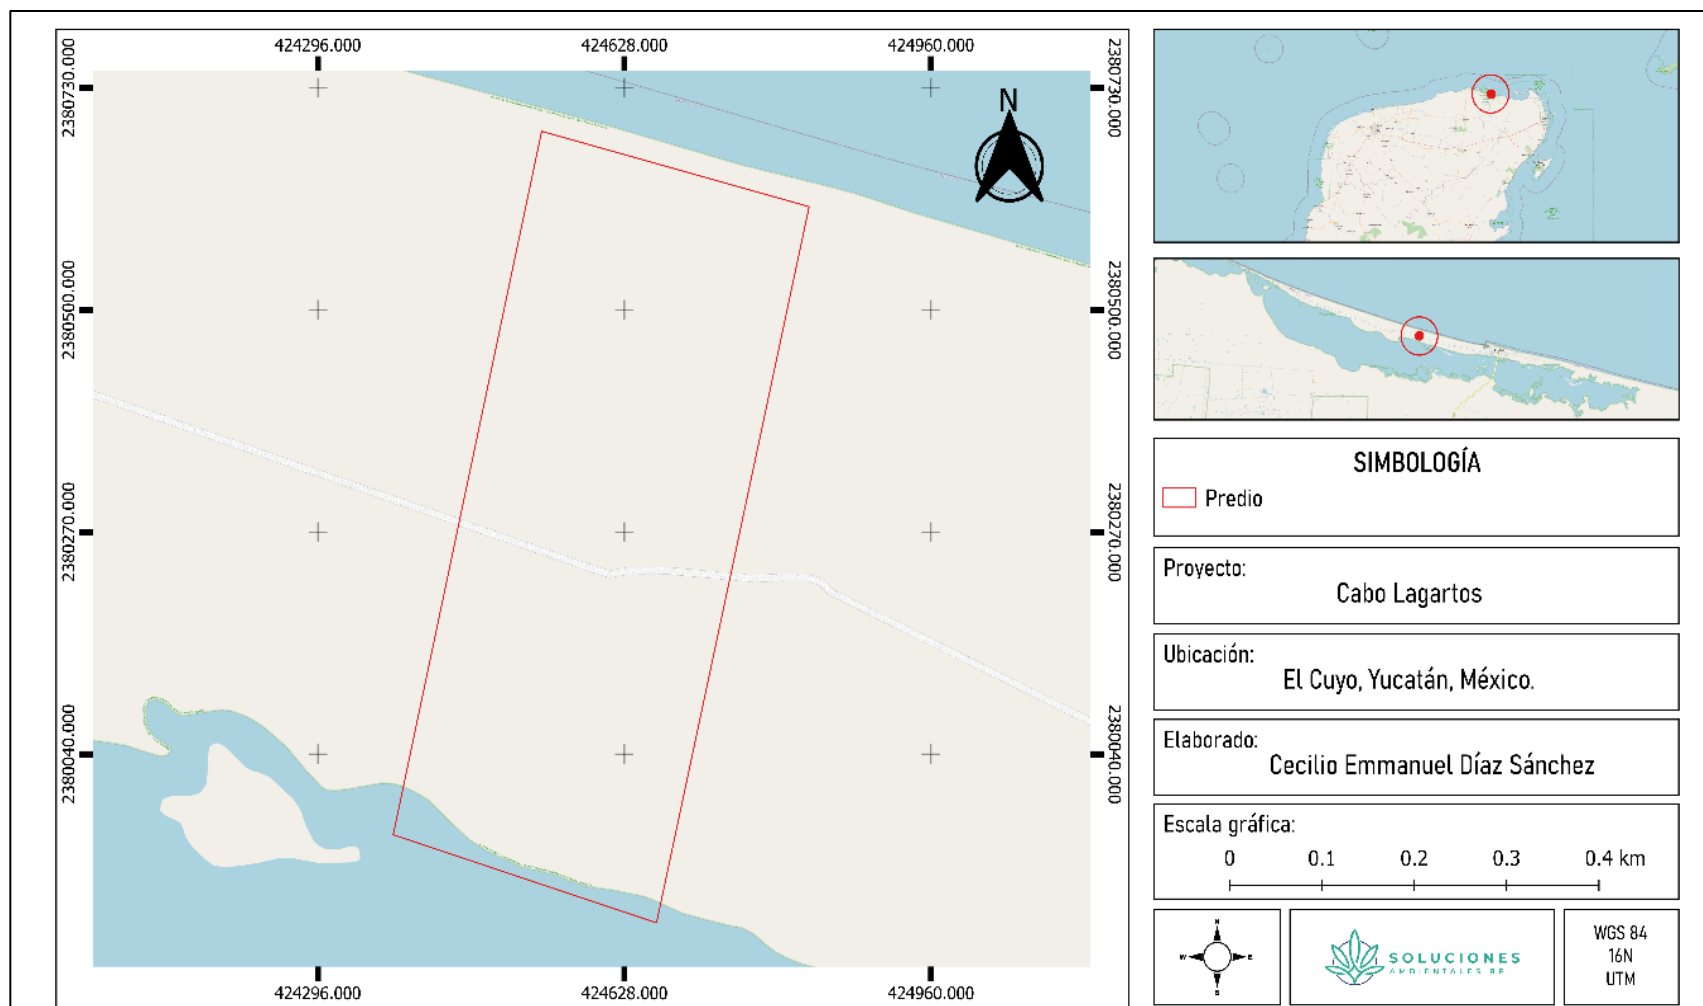 424296.000
424628.000
424960.000
2380730.000
2380500.000
2380270.000
2380040.000
N
2380730.000
2380500.000
2380270.000
2380040.000
424296.000
424628.000
424960.000
SIMBOLOGÍA
Predio
Proyecto:
Cabo Lagartos
Ubicación:
El Cuyo, Yucatán, México.
Elaborado:
Cecilio Emmanuel Díaz Sánchez
Escala gráfica:
0 0.1 0.2 0.3 0.4 km
N
W E
S
SOLUCIONES
AMBIENTALES RP
WGS 84
16N
UTM